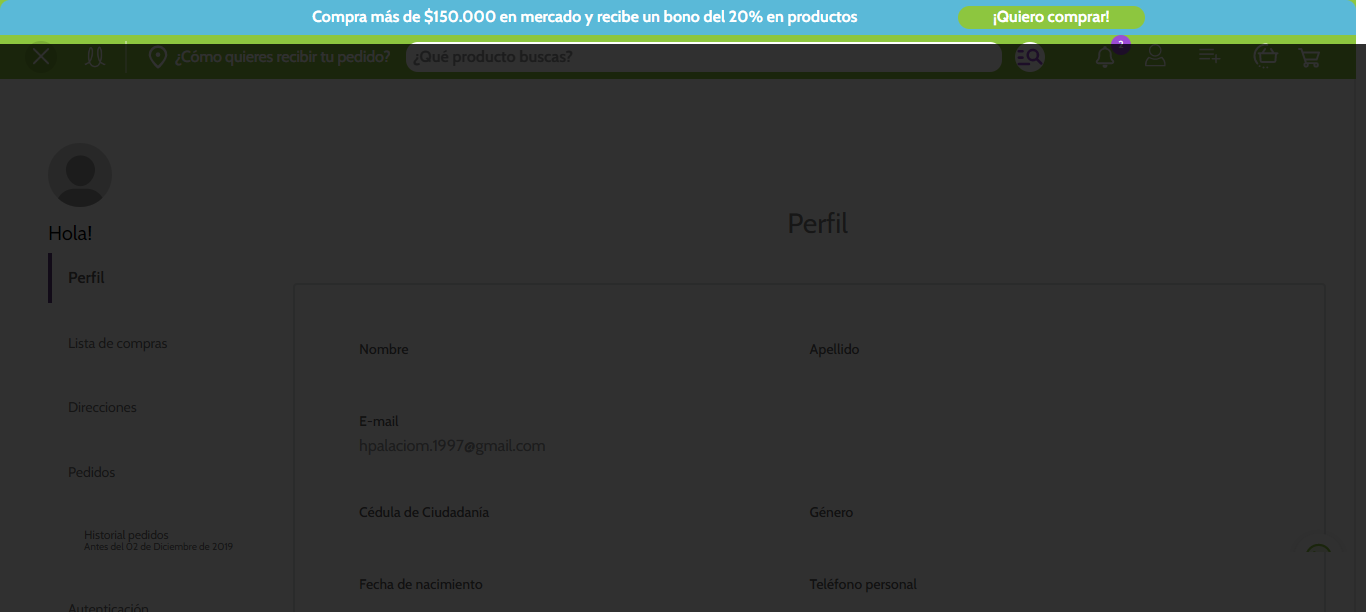 Compra más de $150.000 en mercado y recibe un bono del 20% en productos
¡Quiero comprar!
¿Cómo quieres recibir tu pedido?
¿Qué producto buscas?
Hola!
Perfil
Perfil
Lista de compras
Direcciones
Pedidos
Historial pedidos
Antes del 02 de Diciembre de 2019
Autenticación
Nombre
Apellido
E-mail
hpalaciom.1997@gmail.com
Cédula de Ciudadania
Género
Fecha de nacimiento
Teléfono personal